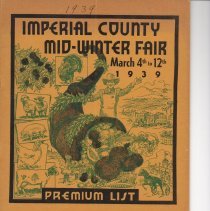 1939
IMPERIAL COUNTY
MID-WINTER FAIR
March 4th to 12th
1939
PREMIUM LIST